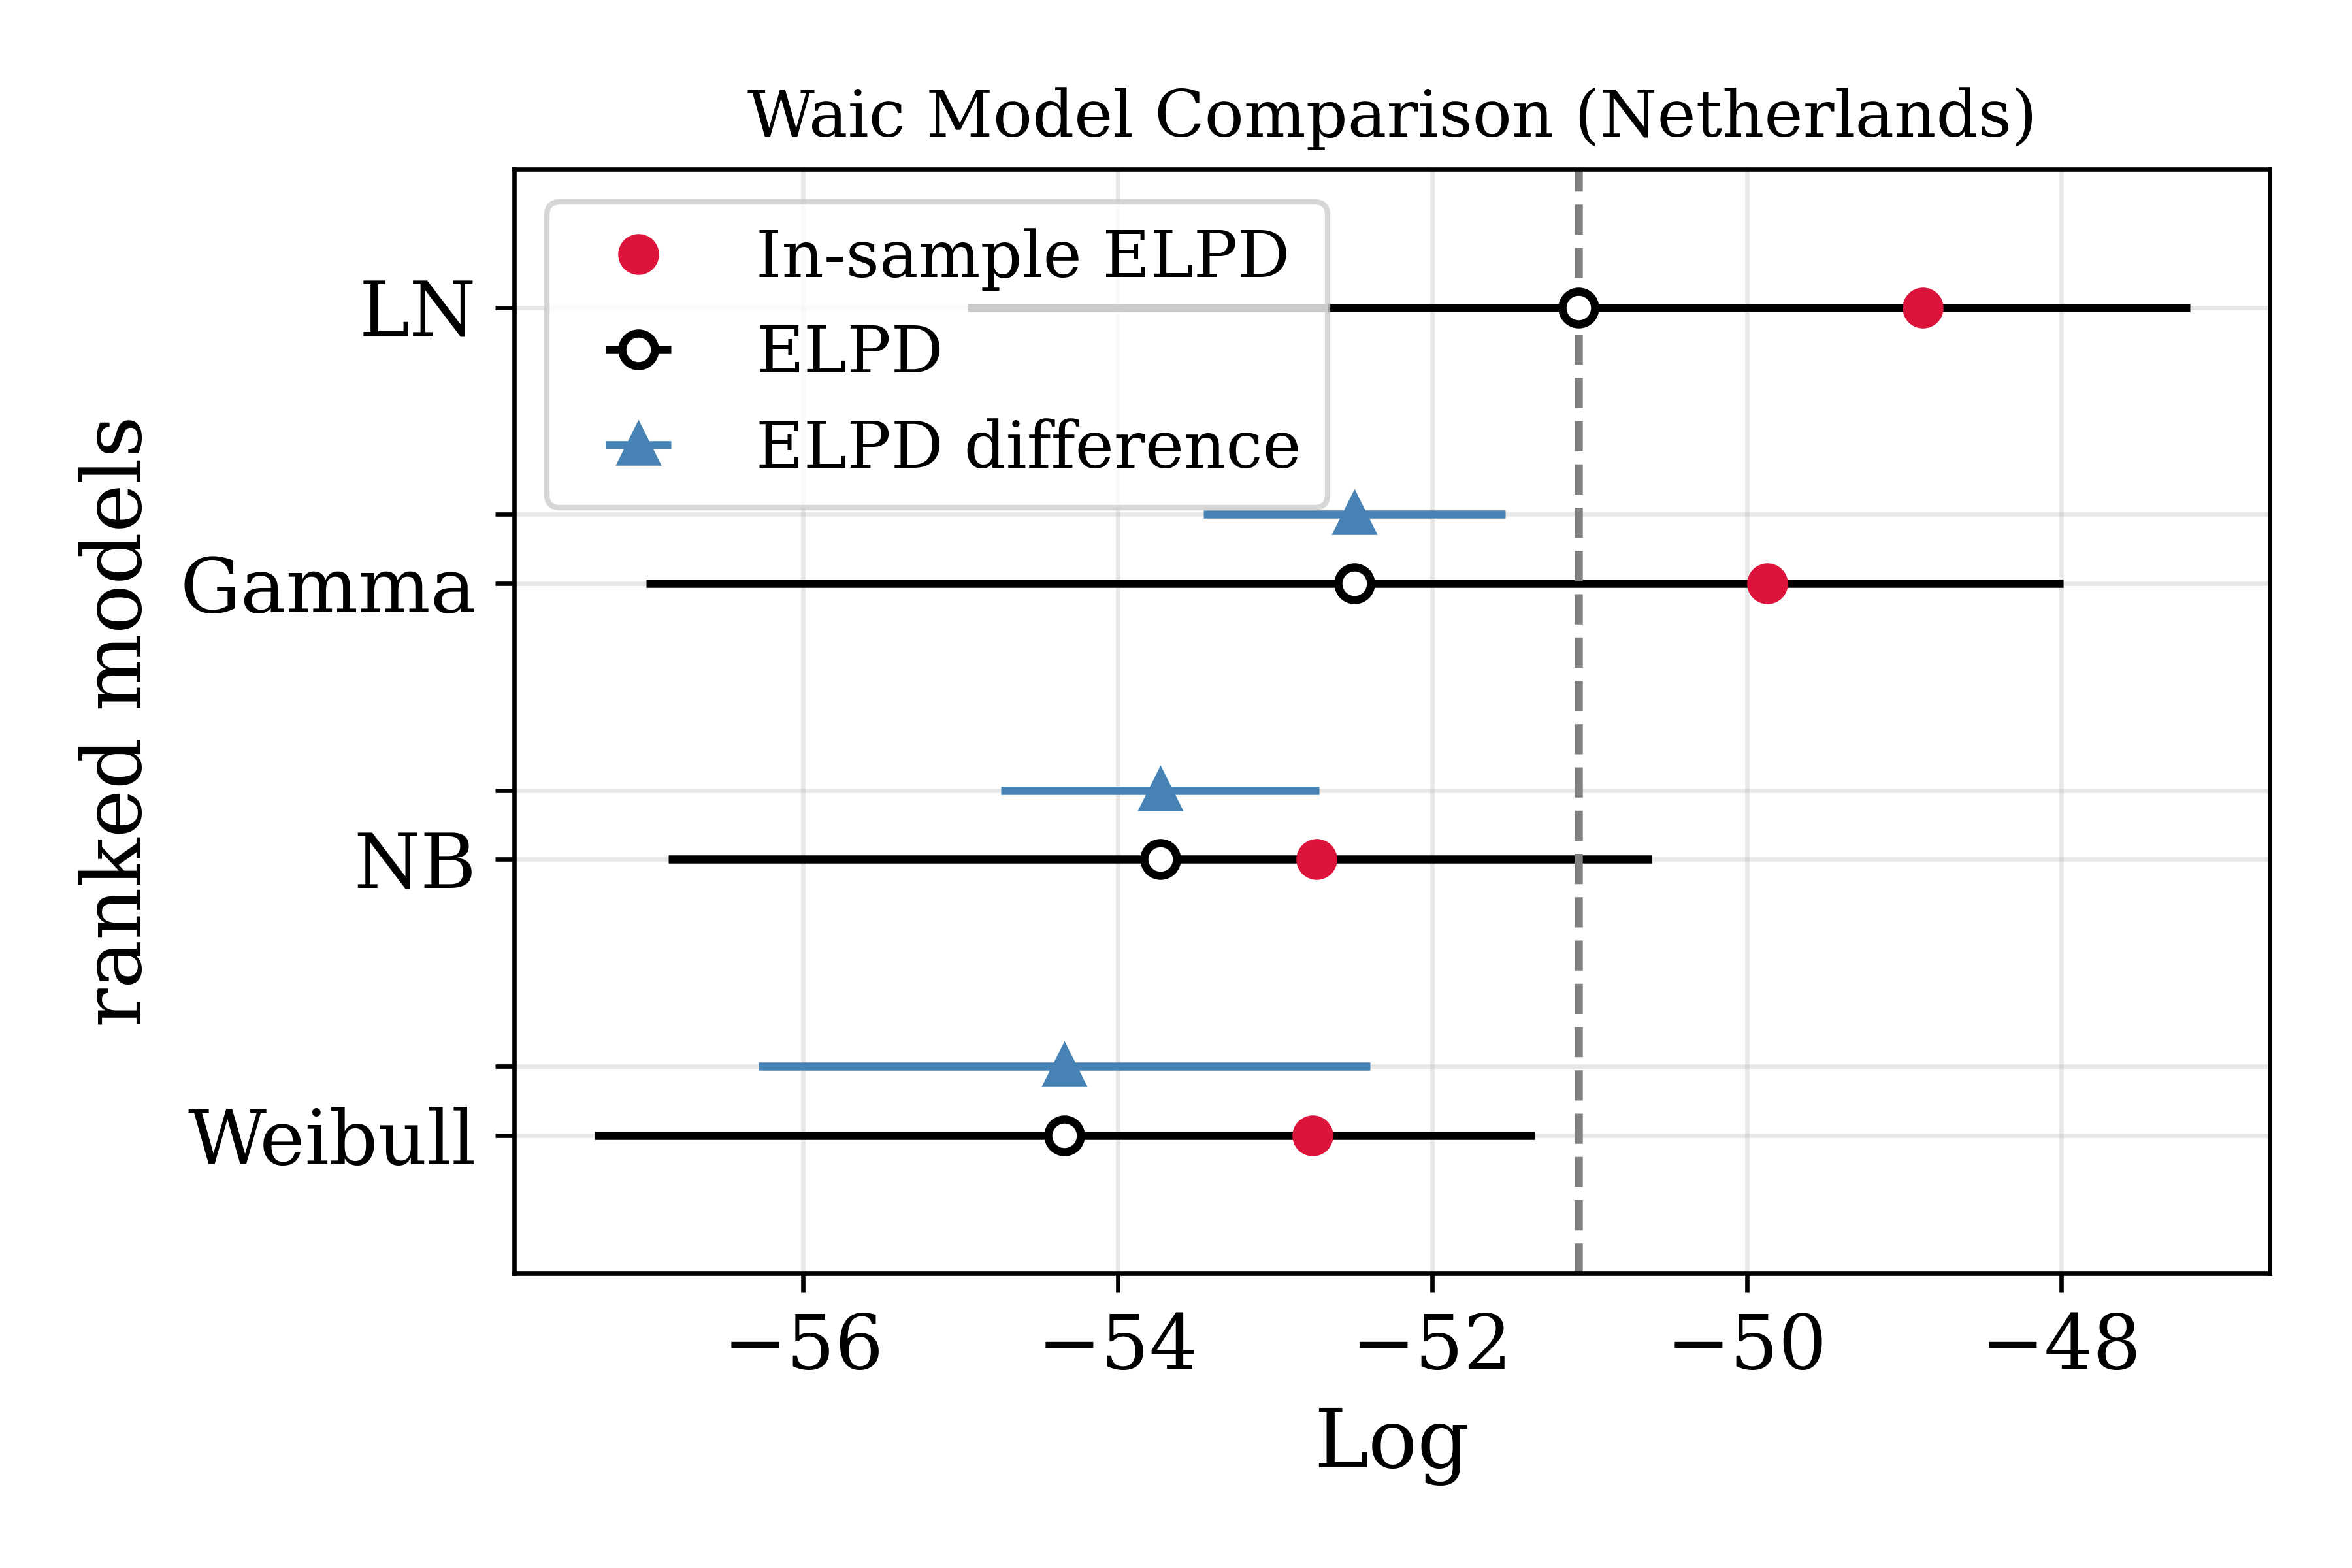 Waic Model Comparison (Netherlands)
In-sample ELPD
ELPD
ELPD difference
ranked models
LN
Gamma
NB
Weibull
−56 −54 −52 −50 −48
Log